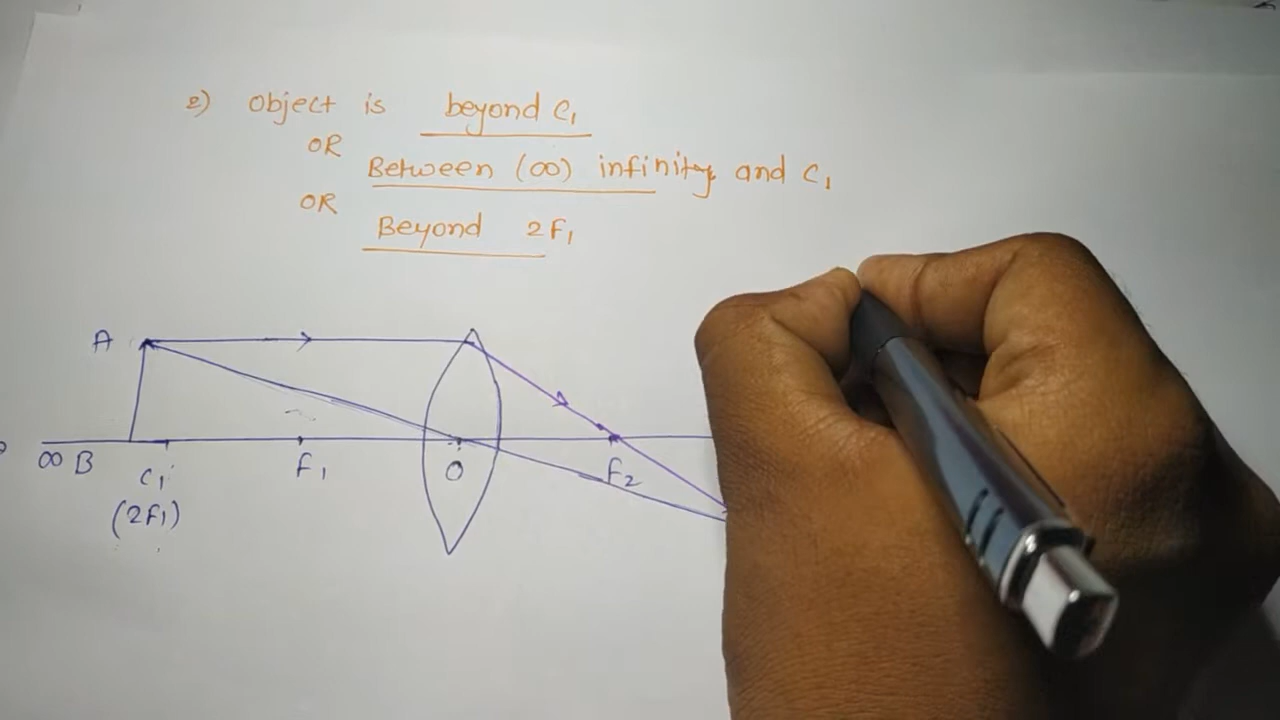 2) Object is beyond C1
OR
Between (∞) infinity and C1
OR
Beyond 2F1
A
∞ B C1 F1 O F2
(2F1)